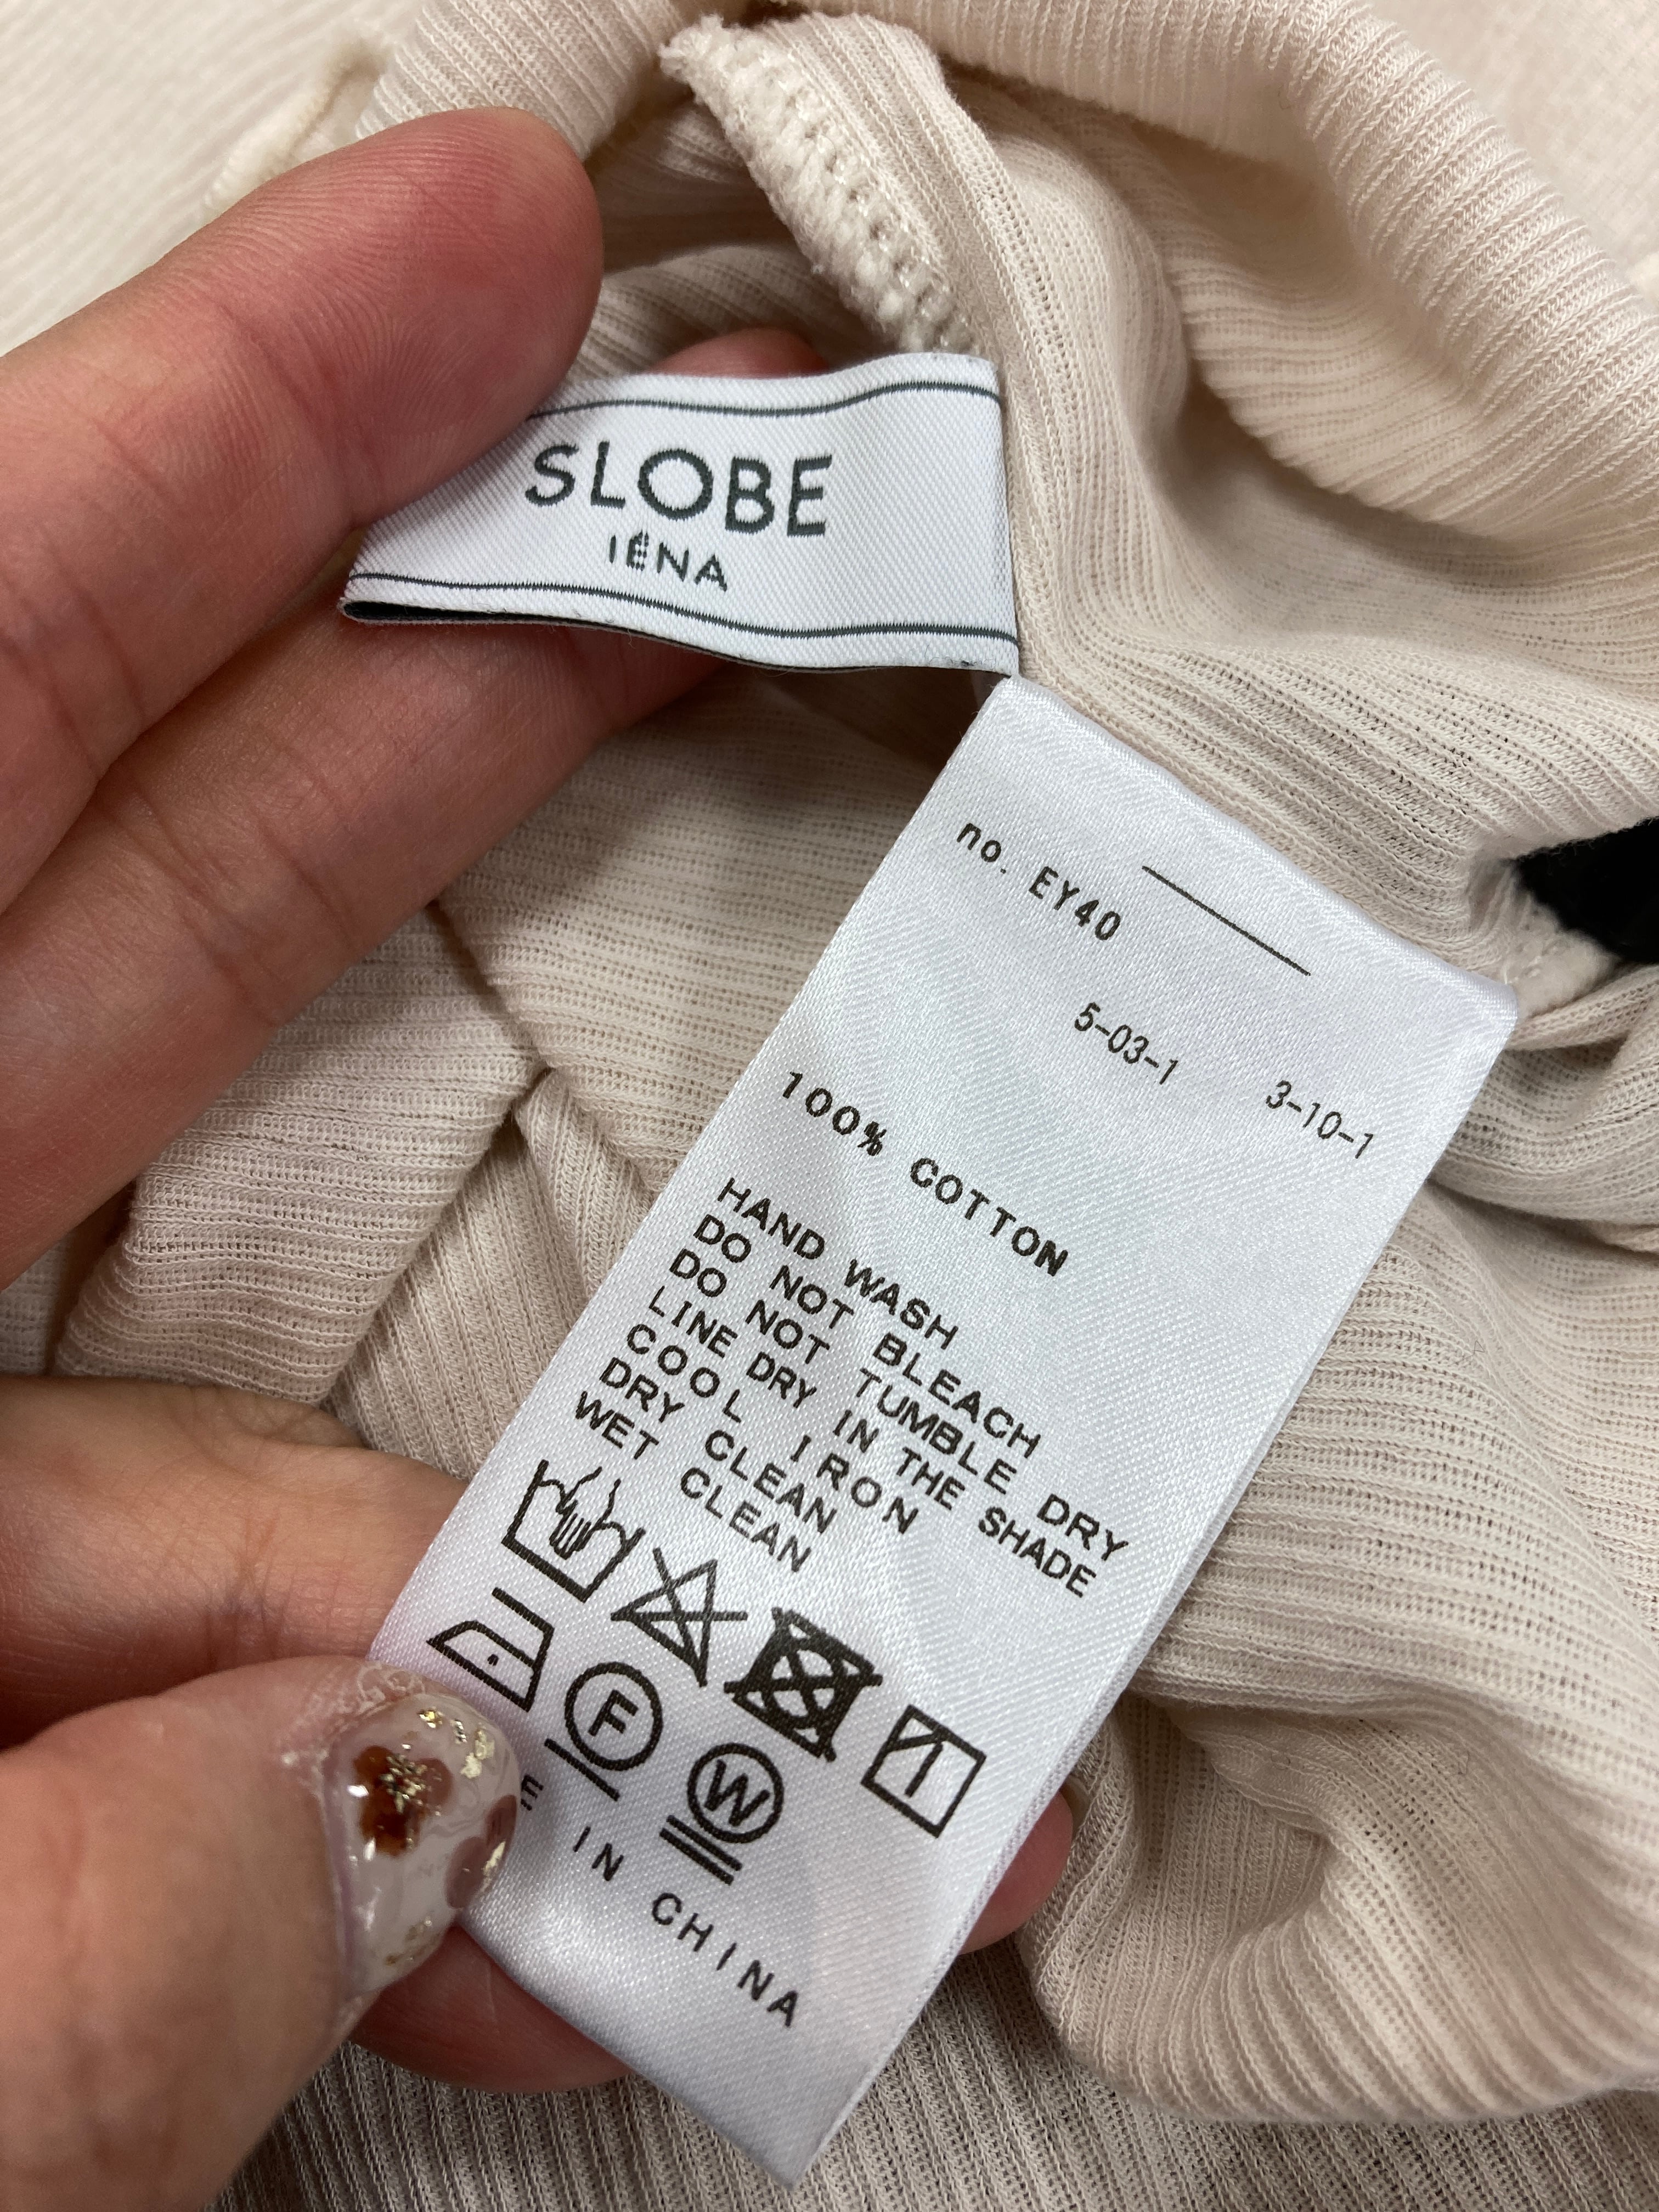 SLOBE
IÉNA
no. EY40
5-03-1 3-10-1
100% COTTON
HAND WASH
DO NOT BLEACH
DO NOT TUMBLE DRY
LINE DRY IN THE SHADE
COOL IRON
DRY CLEAN
WET CLEAN
F
W
IN CHINA